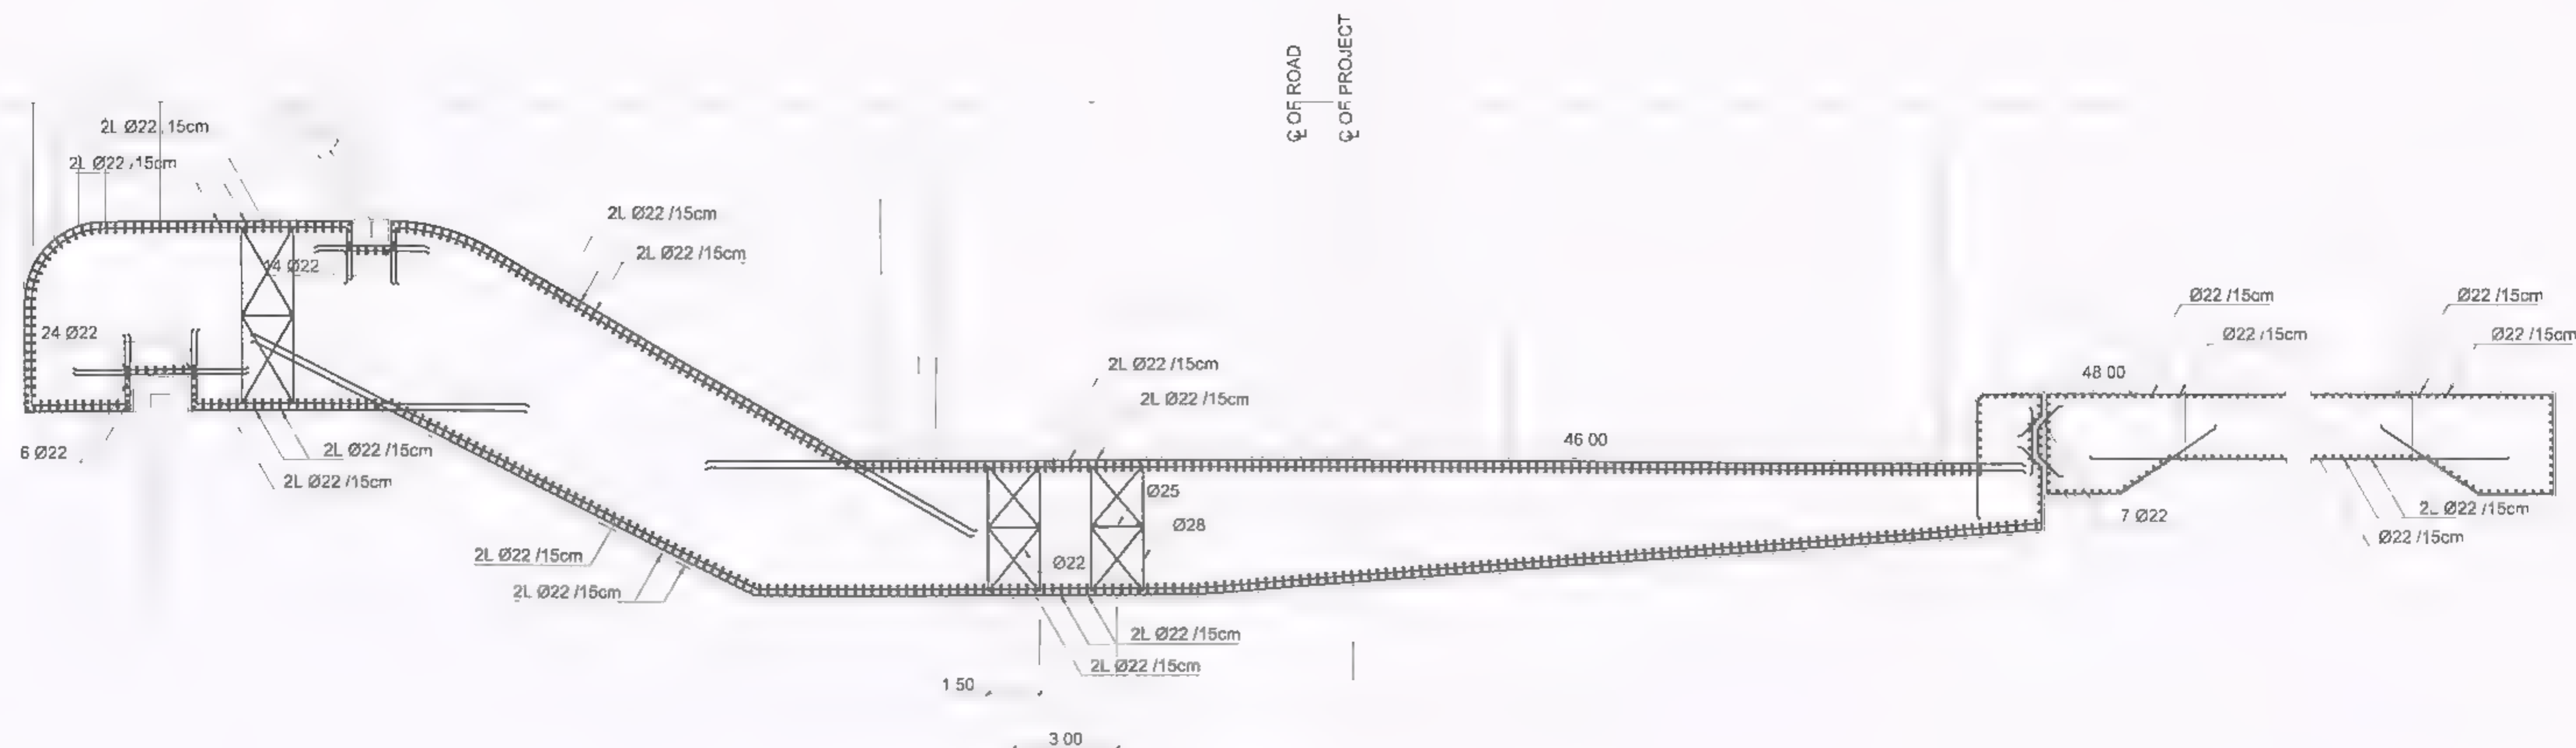 ℄ OF ROAD
℄ OF PROJECT
2L Ø22 /15cm
2L Ø22 /15cm
2L Ø22 /15cm
2L Ø22 /15cm
14 Ø22
24 Ø22
6 Ø22
2L Ø22 /15cm
2L Ø22 /15cm
2L Ø22 /15cm
2L Ø22 /15cm
2L Ø22 /15cm
2L Ø22 /15cm
46 00
Ø25
Ø28
Ø22
2L Ø22 /15cm
2L Ø22 /15cm
1 50
3 00
Ø22 /15cm
Ø22 /15cm
Ø22 /15cm
Ø22 /15cm
48 00
7 Ø22
2L Ø22 /15cm
Ø22 /15cm